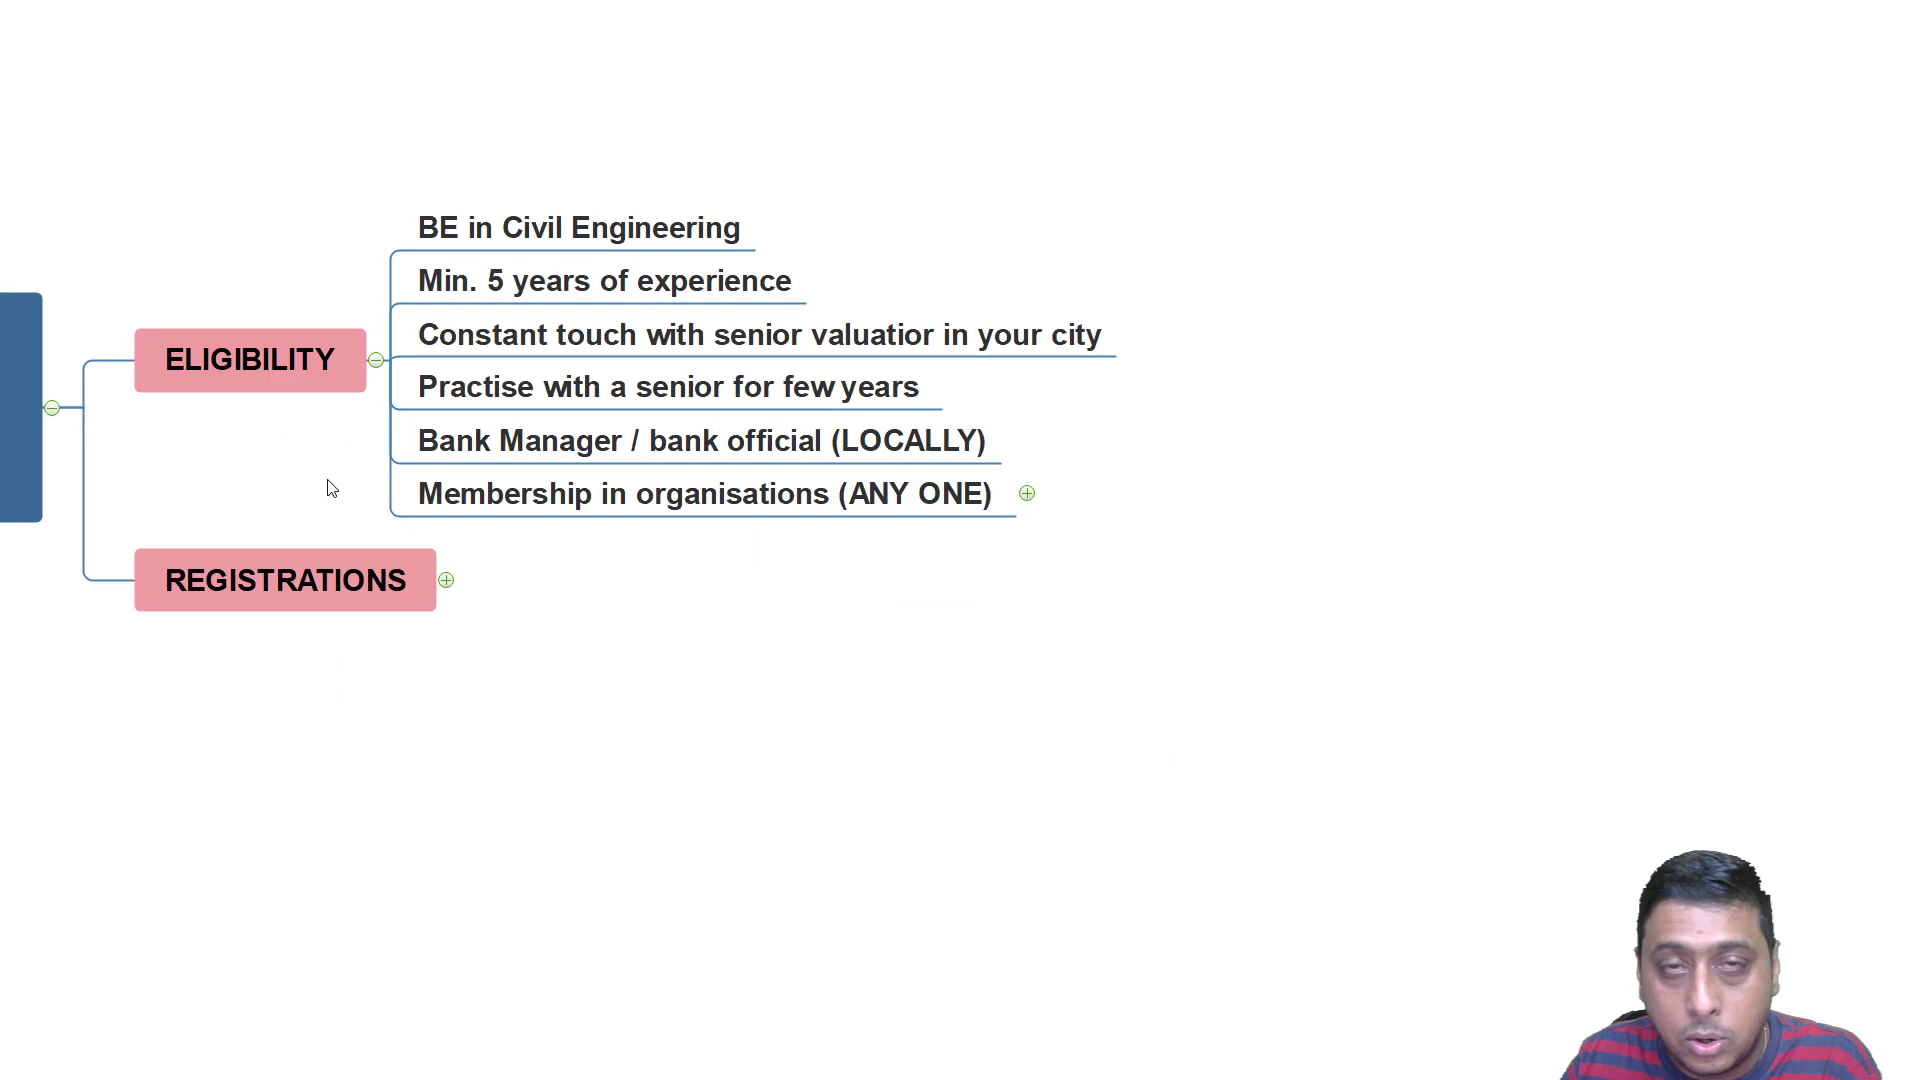 BE in Civil Engineering
Min. 5 years of experience
Constant touch with senior valuatior in your city
ELIGIBILITY
Practise with a senior for few years
Bank Manager / bank official (LOCALLY)
Membership in organisations (ANY ONE)
REGISTRATIONS